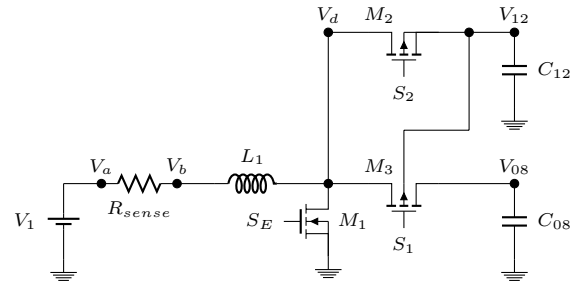 V_d M_2 V_12
C_12
S_2
V_a V_b L_1 M_3 V_08
V_1 R_sense S_E M_1 C_08
S_1